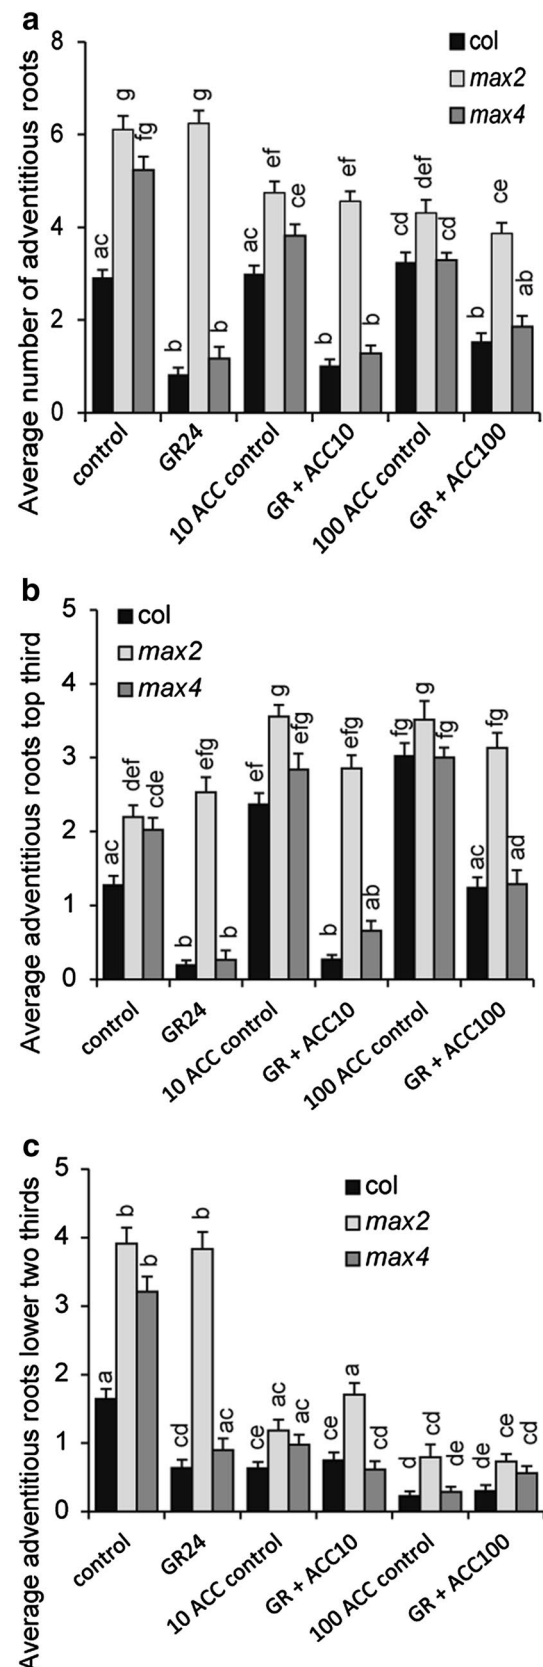 a
Average number of adventitious roots
8
6
4
2
0
col
max2
max4
ac
g
fg
b
g
b
ac
ef
ce
b
ef
b
cd
def
cd
b
ce
ab
control
GR24
10 ACC control
GR + ACC10
100 ACC control
GR + ACC100
b
Average adventitious roots top third
5
4
3
2
1
0
col
max2
max4
ac
def
cde
b
efg
b
ef
g
efg
b
efg
ab
fg
g
fg
ac
fg
ad
control
GR24
10 ACC control
GR + ACC10
100 ACC control
GR + ACC100
c
Average adventitious roots lower two thirds
5
4
3
2
1
0
col
max2
max4
a
b
b
cd
b
ac
ce
ac
ac
ce
a
cd
d
cd
de
de
ce
cd
control
GR24
10 ACC control
GR + ACC10
100 ACC control
GR + ACC100